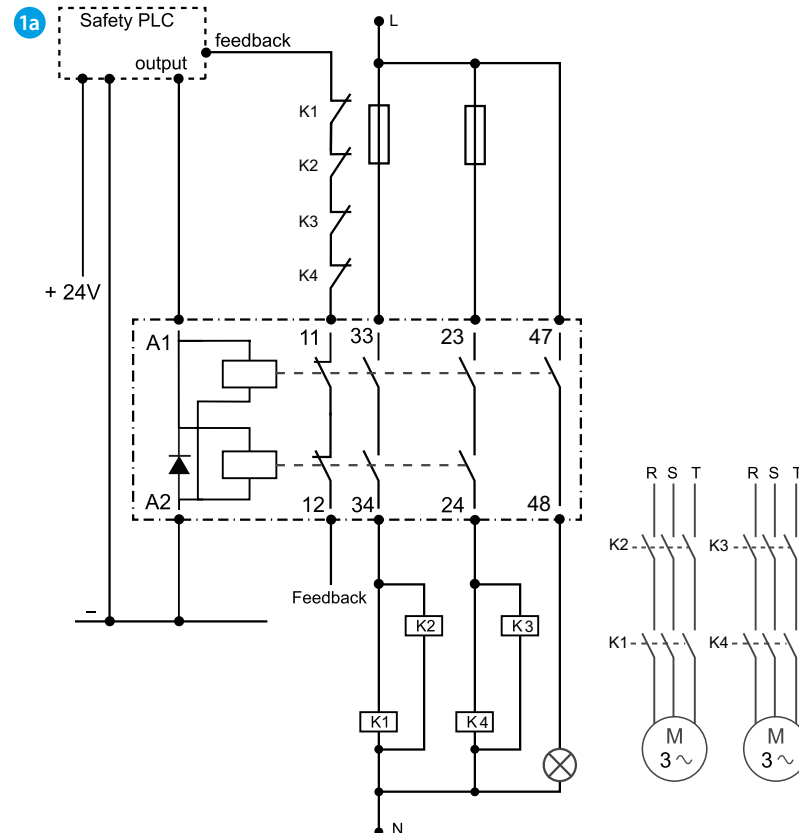 1a
Safety PLC
L
feedback
output
K1
K2
K3
K4
+ 24V
A1
11
33
23
47
A2
12
34
24
48
R S T
R S T
K2
K3
Feedback
–
K2
K3
K1
K4
K1
K4
M
3
M
3
N